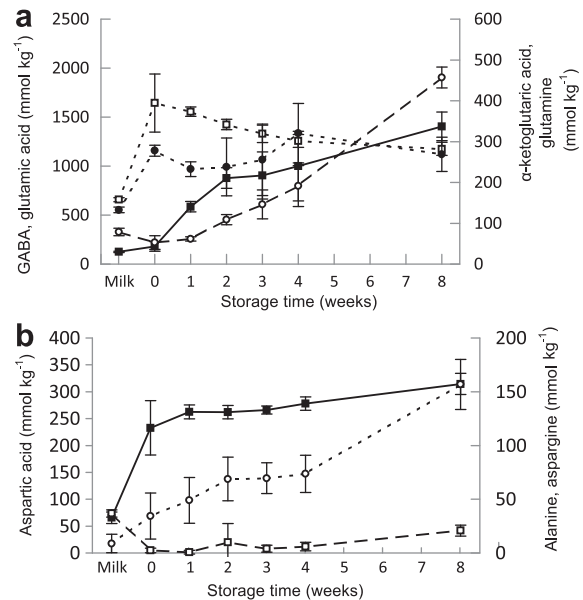 a
2500
2000
1500
1000
500
0
GABA, glutamic acid (mmol kg-1)
600
500
400
300
200
100
0
α-ketoglutaric acid,
glutamine
(mmol kg-1)
Milk 0 1 2 3 4 5 6 7 8
Storage time (weeks)
b
400
350
300
250
200
150
100
50
0
Aspartic acid (mmol kg-1)
200
150
100
50
0
Alanine, aspargine (mmol kg-1)
Milk 0 1 2 3 4 5 6 7 8
Storage time (weeks)